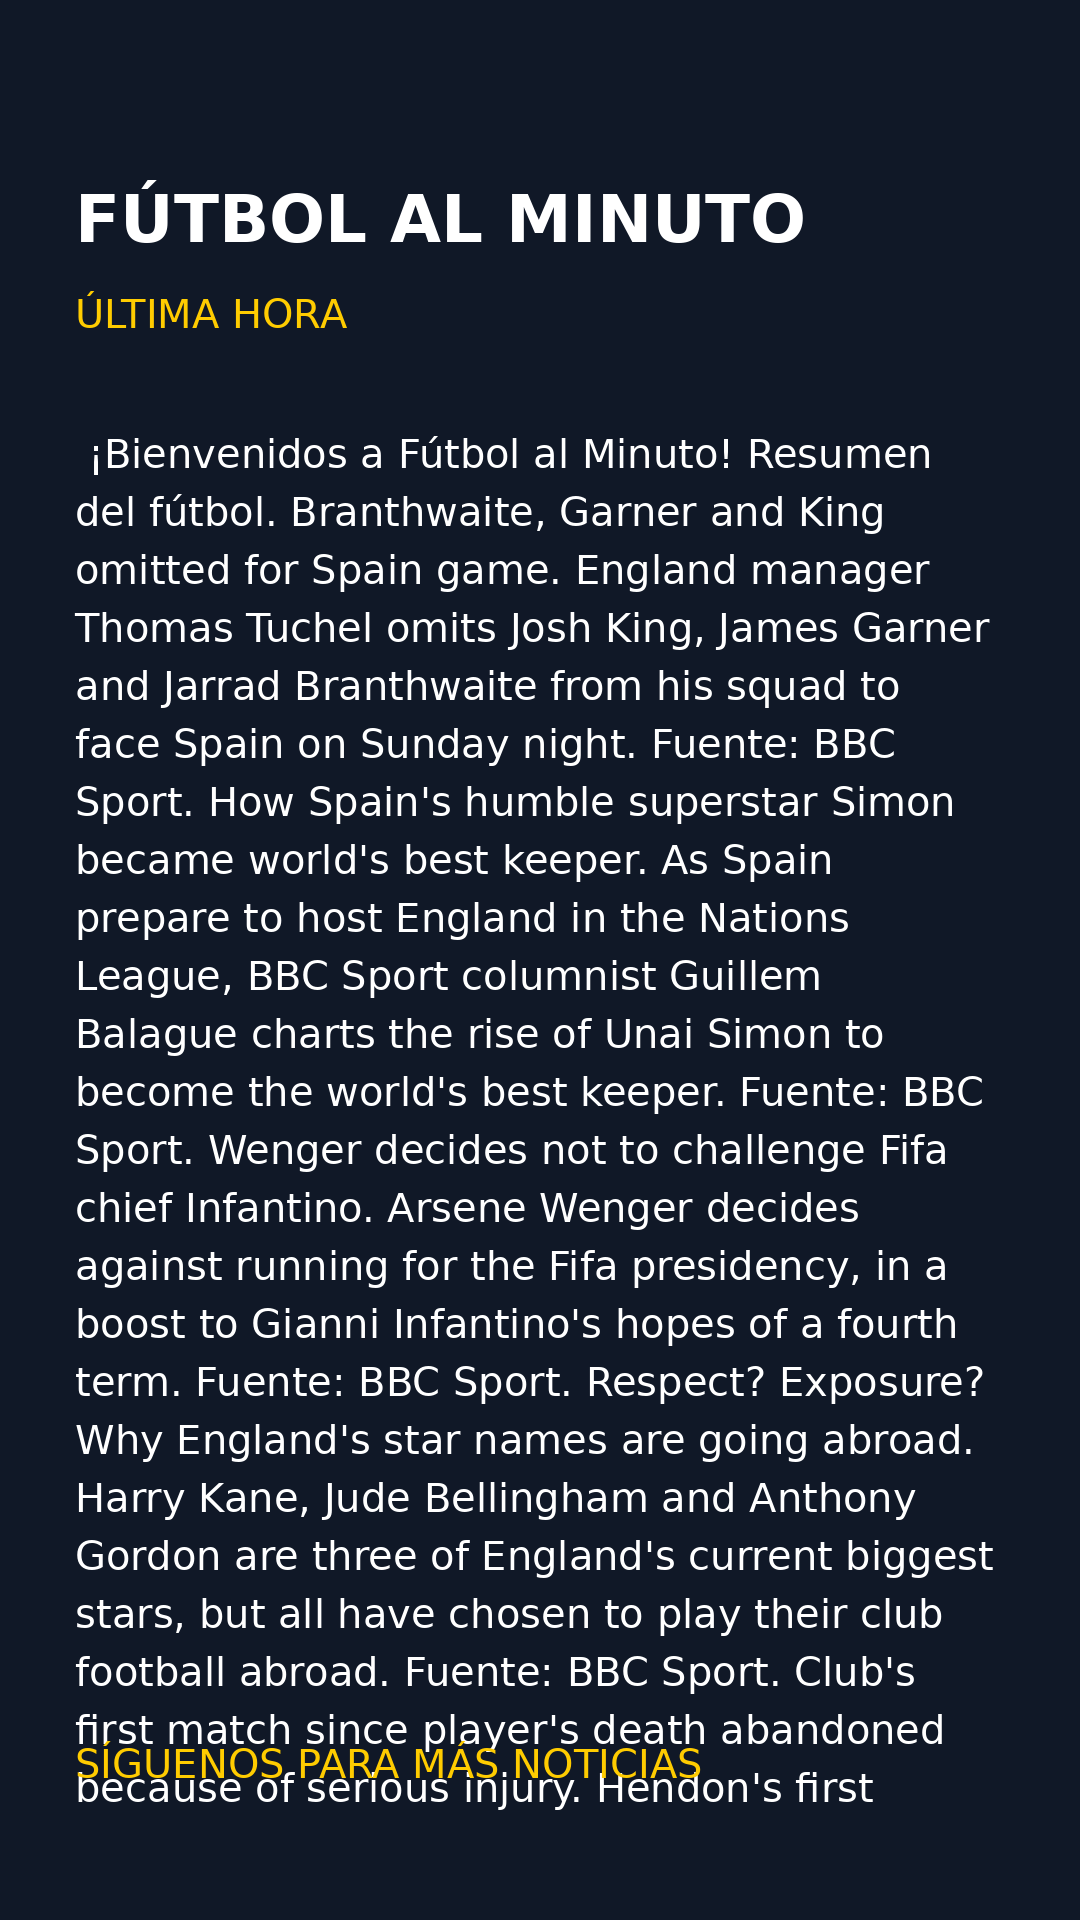 FÚTBOL AL MINUTO
ÚLTIMA HORA
¡Bienvenidos a Fútbol al Minuto! Resumen
del fútbol. Branthwaite, Garner and King
omitted for Spain game. England manager
Thomas Tuchel omits Josh King, James Garner
and Jarrad Branthwaite from his squad to
face Spain on Sunday night. Fuente: BBC
Sport. How Spain's humble superstar Simon
became world's best keeper. As Spain
prepare to host England in the Nations
League, BBC Sport columnist Guillem
Balague charts the rise of Unai Simon to
become the world's best keeper. Fuente: BBC
Sport. Wenger decides not to challenge Fifa
chief Infantino. Arsene Wenger decides
against running for the Fifa presidency, in a
boost to Gianni Infantino's hopes of a fourth
term. Fuente: BBC Sport. Respect? Exposure?
Why England's star names are going abroad.
Harry Kane, Jude Bellingham and Anthony
Gordon are three of England's current biggest
stars, but all have chosen to play their club
football abroad. Fuente: BBC Sport. Club's
first match since player's death abandoned
SÍGUENOS PARA MÁS NOTICIAS
because of serious injury. Hendon's first